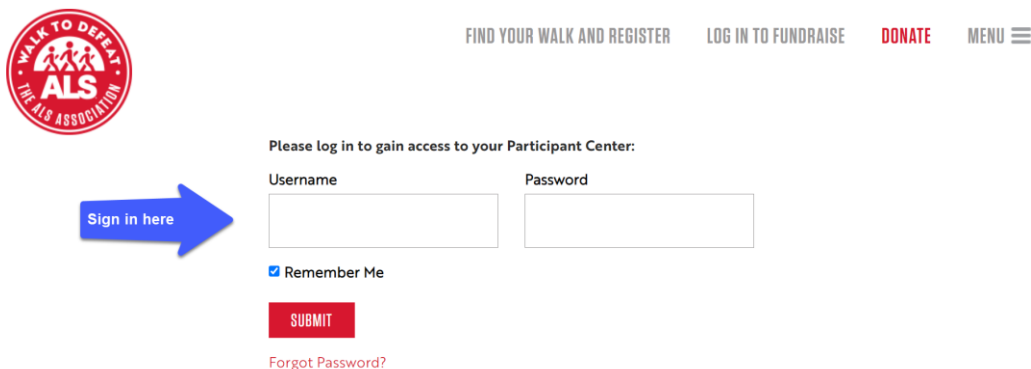 WALK TO DEFEAT
ALS
THE ALS ASSOCIATION
FIND YOUR WALK AND REGISTER LOG IN TO FUNDRAISE DONATE MENU
Please log in to gain access to your Participant Center:
Username Password
Sign in here
Remember Me
SUBMIT
Forgot Password?